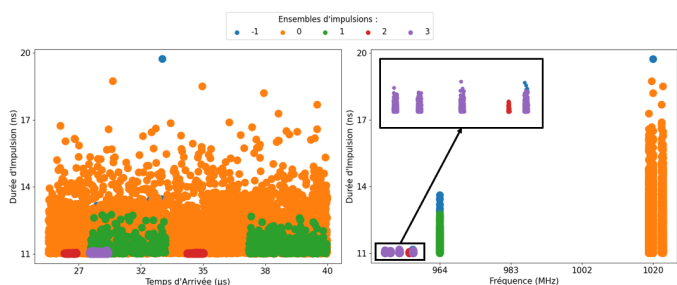 Ensembles d'impulsions :
-1 0 1 2 3
20
17
14
11
Durée d'Impulsion (ns)
27 32 35 38 40
Temps d'Arrivée (µs)
20
17
14
11
Durée d'Impulsion (ns)
964 983 1002 1020
Fréquence (MHz)